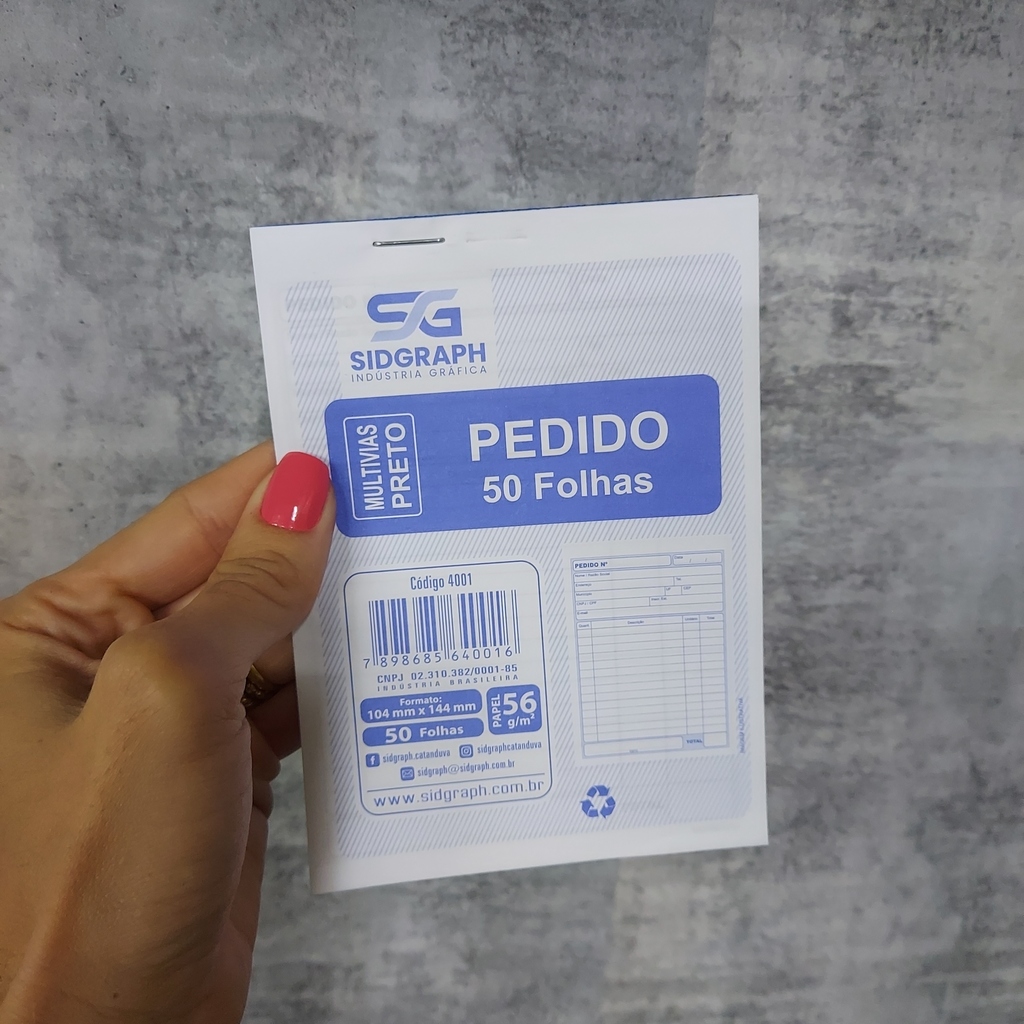 SG
SIDGRAPH
INDÚSTRIA GRÁFICA
MULTIVIAS
PRETO
PEDIDO
50 Folhas
Código 4001
7 898685 640016
CNPJ 02.310.382/0001-85
INDÚSTRIA BRASILEIRA
Formato:
104 mm x 144 mm
50 Folhas
PAPEL
56
g/m²
sidgraph.catanduva
sidgraphcatanduva
sidgraph@sidgraph.com.br
www.sidgraph.com.br
PEDIDO Nº
TOTAL